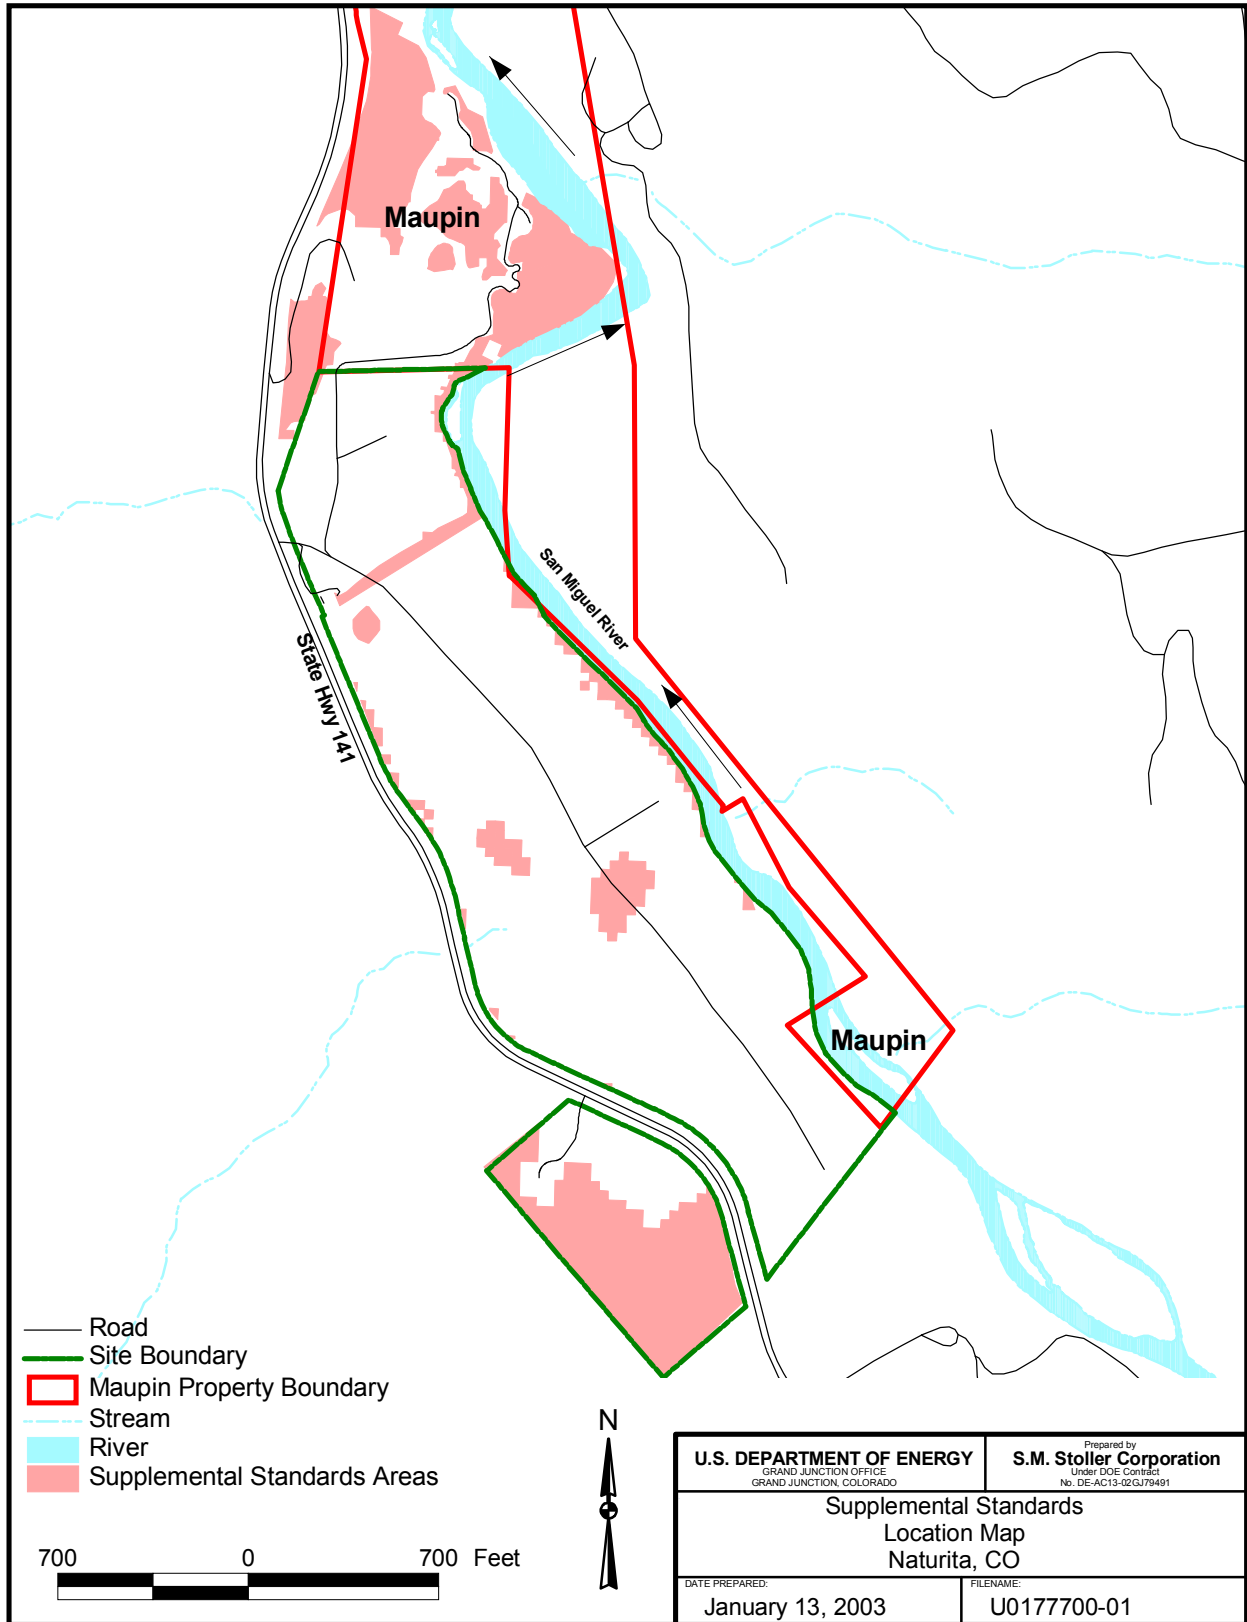 Maupin
San Miguel River
State Hwy 141
Maupin
Road
Site Boundary
Maupin Property Boundary
Stream
River
Supplemental Standards Areas
700 0 700 Feet
N
U.S. DEPARTMENT OF ENERGY
GRAND JUNCTION OFFICE
GRAND JUNCTION, COLORADO
Prepared by
S.M. Stoller Corporation
Under DOE Contract
No. DE-AC13-02GJ79491
Supplemental Standards
Location Map
Naturita, CO
DATE PREPARED:
January 13, 2003
FILENAME:
U0177700-01